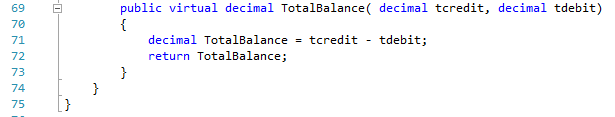 69 public virtual decimal TotalBalance( decimal tcredit, decimal tdebit)
70 {
71 decimal TotalBalance = tcredit - tdebit;
72 return TotalBalance;
73 }
74 }
75 }